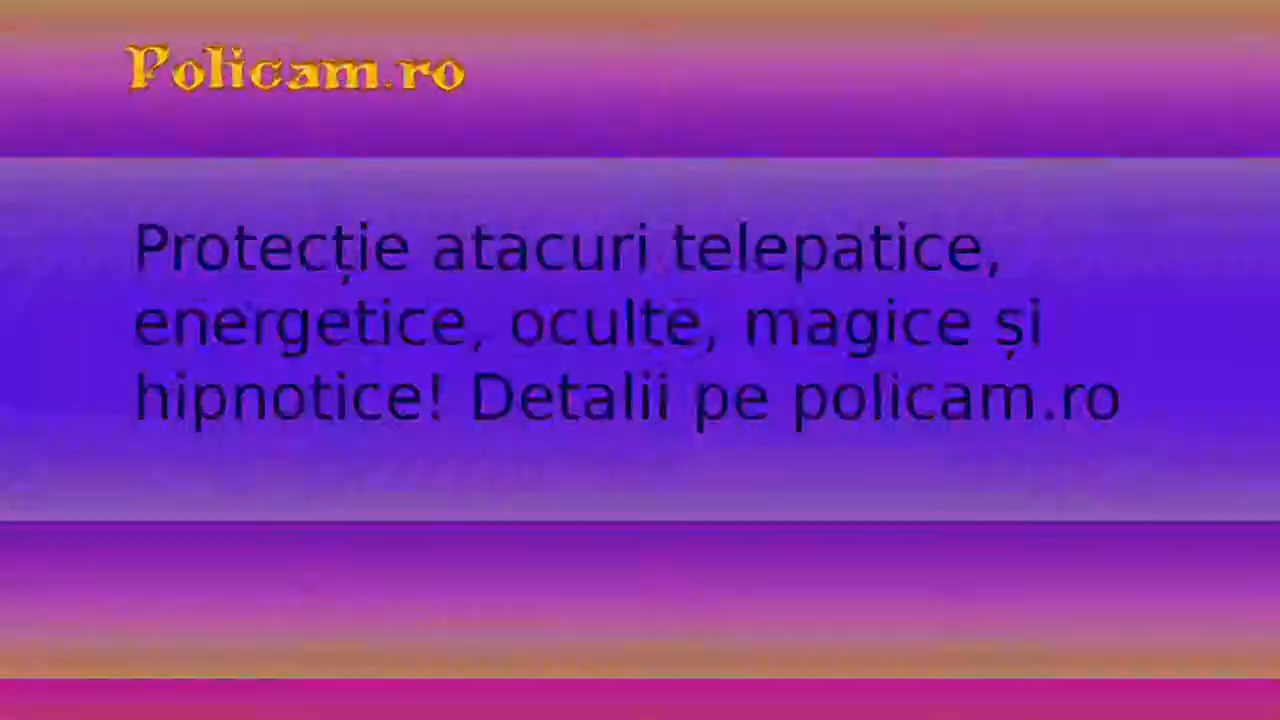 Policam.ro
Protecție atacuri telepatice,
energetice, oculte, magice și
hipnotice! Detalii pe policam.ro